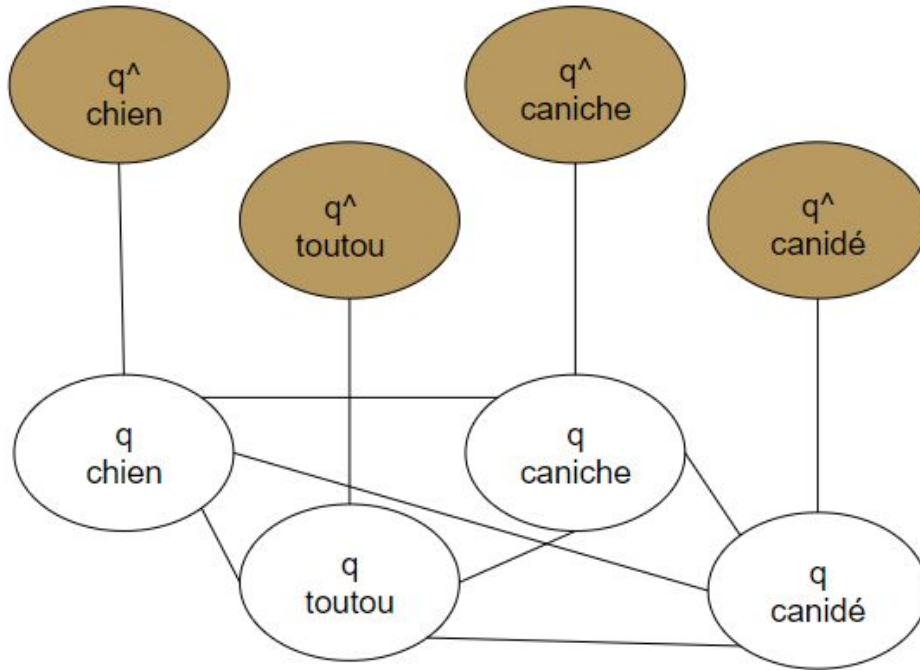 q^
chien
q^
caniche
q^
toutou
q^
canidé
q
chien
q
caniche
q
toutou
q
canidé